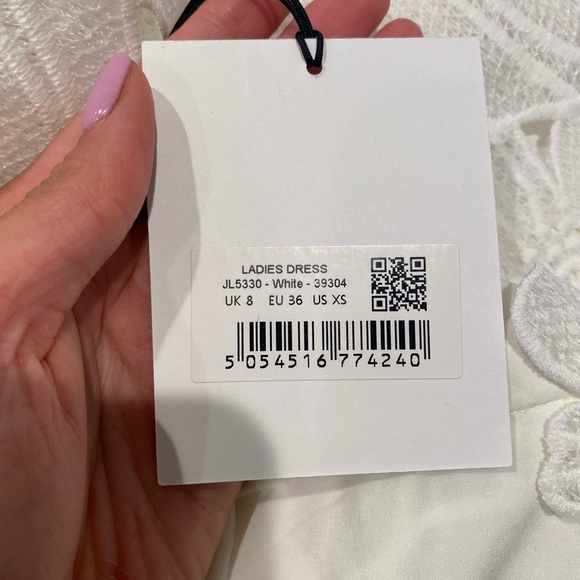 LADIES DRESS
JL5330 - White - 39304
UK 8 EU 36 US XS
5 054516 774240